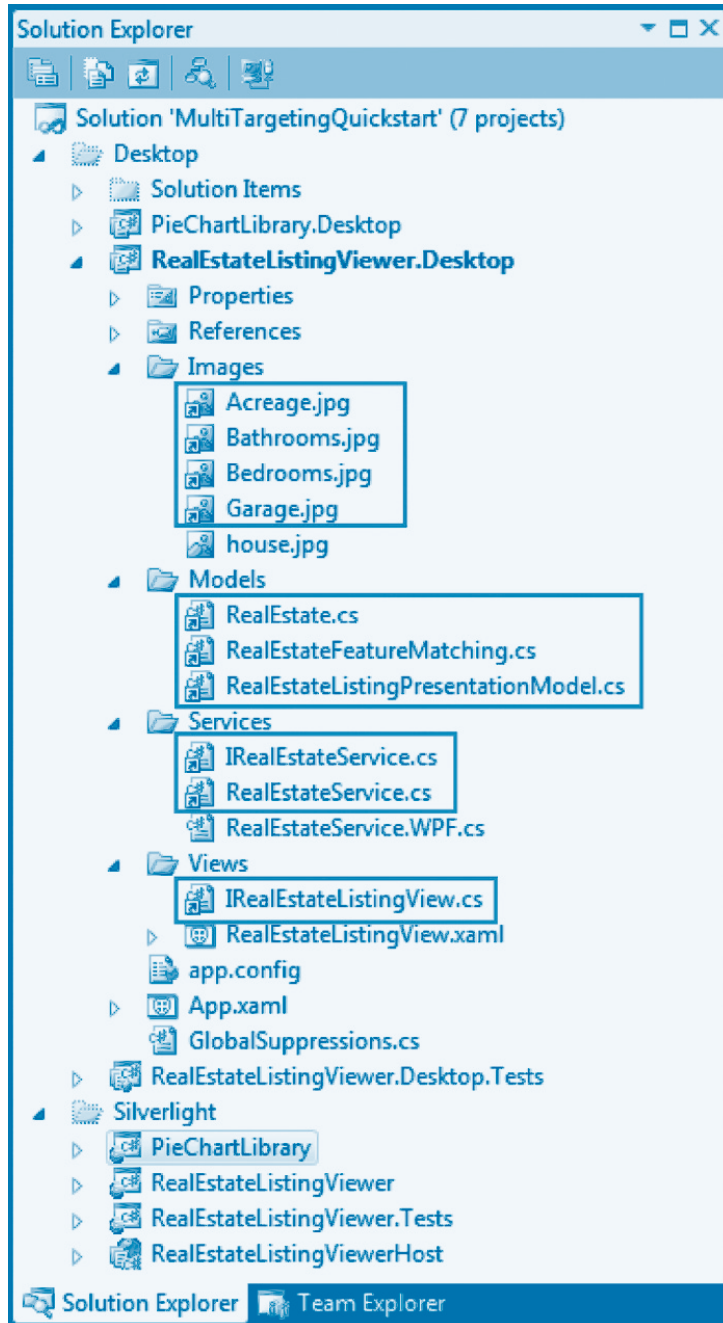 Solution Explorer
Solution 'MultiTargetingQuickstart' (7 projects)
Desktop
Solution Items
PieChartLibrary.Desktop
RealEstateListingViewer.Desktop
Properties
References
Images
Acreage.jpg
Bathrooms.jpg
Bedrooms.jpg
Garage.jpg
house.jpg
Models
RealEstate.cs
RealEstateFeatureMatching.cs
RealEstateListingPresentationModel.cs
Services
IRealEstateService.cs
RealEstateService.cs
RealEstateService.WPF.cs
Views
IRealEstateListingView.cs
RealEstateListingView.xaml
app.config
App.xaml
GlobalSuppressions.cs
RealEstateListingViewer.Desktop.Tests
Silverlight
PieChartLibrary
RealEstateListingViewer
RealEstateListingViewer.Tests
RealEstateListingViewerHost
Solution Explorer Team Explorer